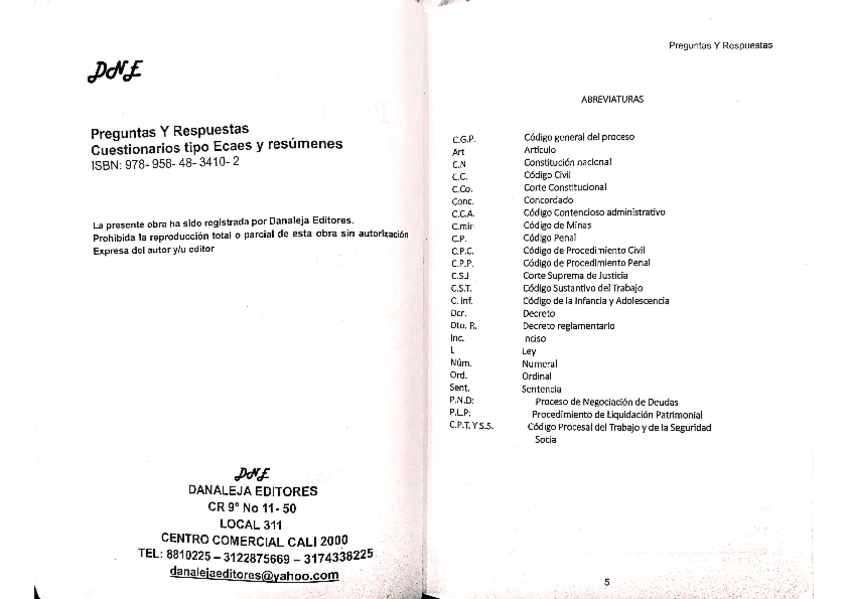 DNE
Preguntas Y Respuestas
Cuestionarios tipo Ecaes y resúmenes
ISBN: 978- 958- 48- 3410- 2
La presente obra ha sido registrada por Danaleja Editores.
Prohibida la reproducción total o parcial de esta obra sin autorización
Expresa del autor y/u editor
DNE
DANALEJA EDITORES
CR 9° No 11- 50
LOCAL 311
CENTRO COMERCIAL CALI 2000
TEL: 8810225 – 3122875669 – 3174338225
danalejaeditores@yahoo.com
Preguntas Y Respuestas
ABREVIATURAS
C.G.P. Código general del proceso
Art Artículo
C.N Constitución nacional
C.C. Código Civil
C.Co. Corte Constitucional
Conc. Concordado
C.C.A. Código Contencioso administrativo
C.min Código de Minas
C.P. Código Penal
C.P.C. Código de Procedimiento Civil
C.P.P. Código de Procedimiento Penal
C.S.J Corte Suprema de Justicia
C.S.T. Código Sustantivo del Trabajo
C. inf. Código de la Infancia y Adolescencia
Dcr. Decreto
Dto. R. Decreto reglamentario
Inc. nciso
L Ley
Núm. Numeral
Ord. Ordinal
Sent. Sentencia
P.N.D: Proceso de Negociación de Deudas
P.L.P: Procedimiento de Liquidación Patrimonial
C.P.T. Y S.S. Código Procesal del Trabajo y de la Seguridad
Socia
5